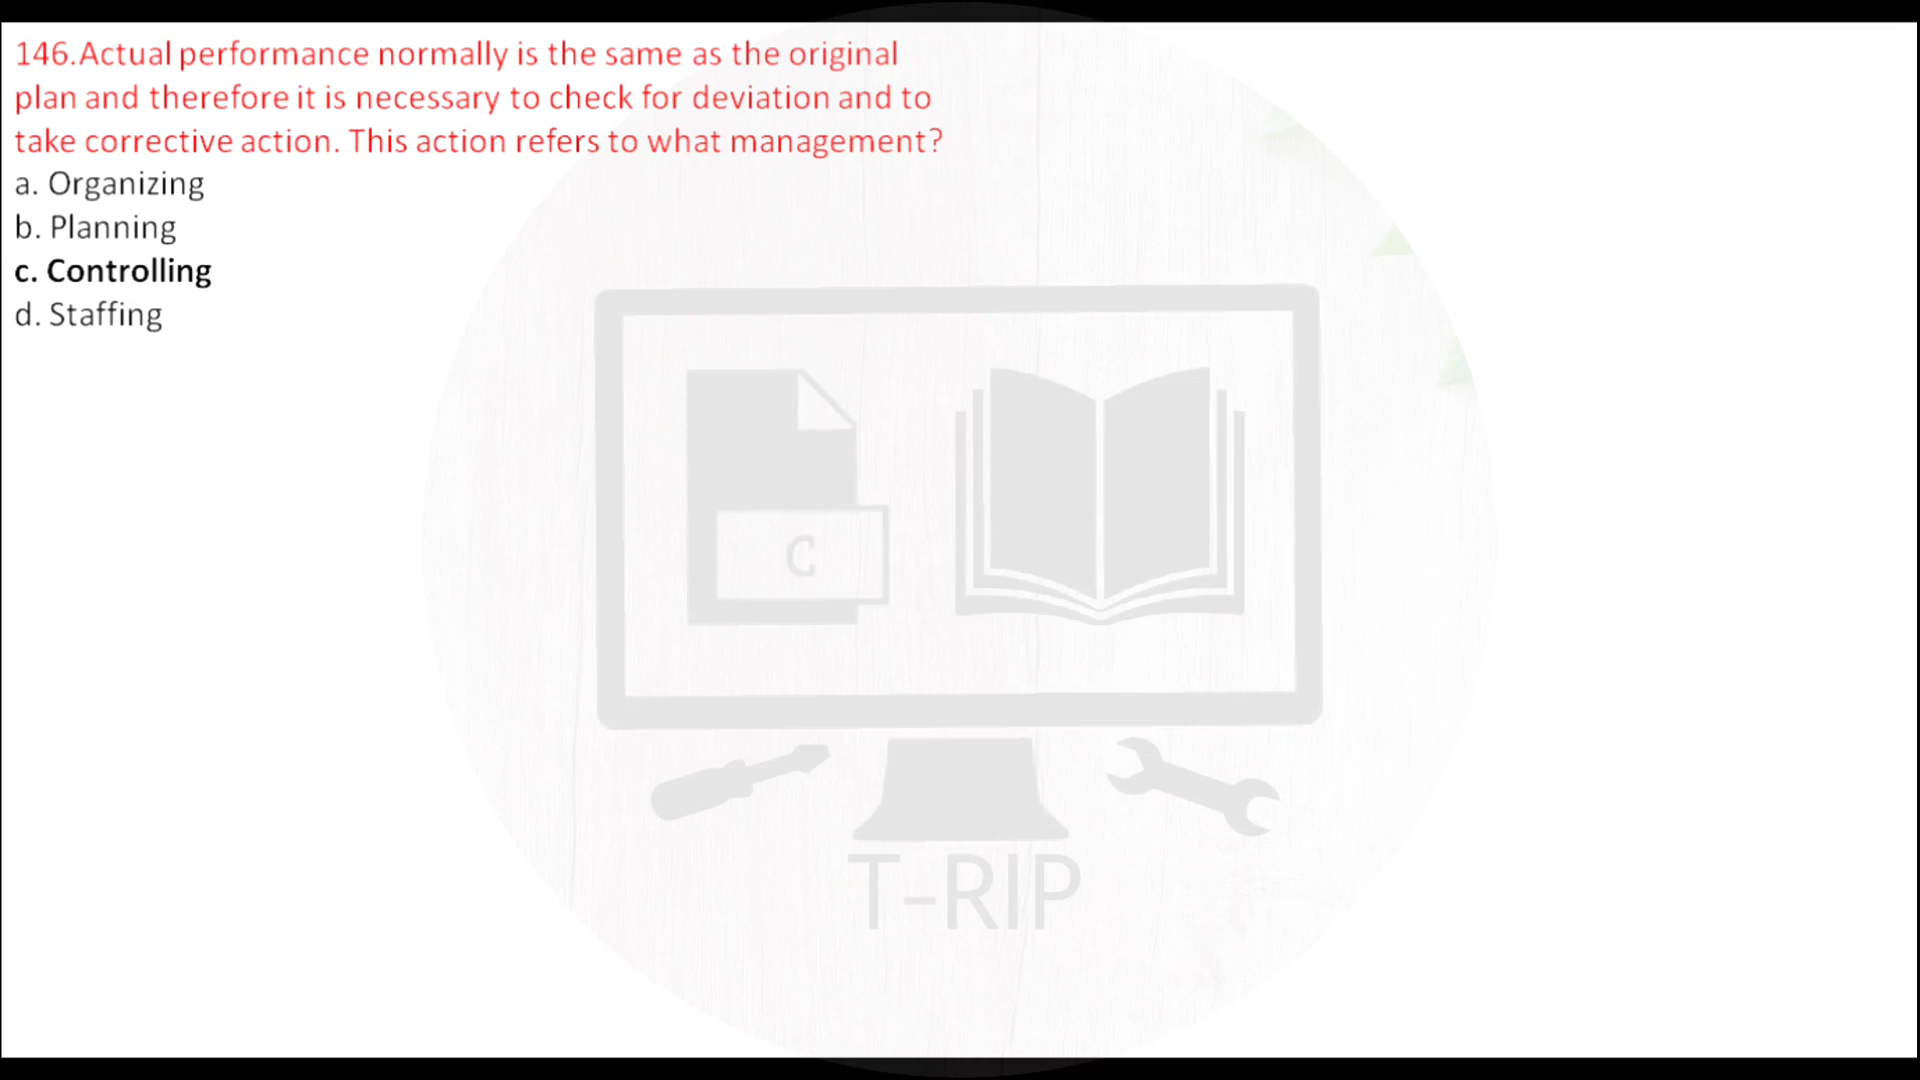 146.Actual performance normally is the same as the original
plan and therefore it is necessary to check for deviation and to
take corrective action. This action refers to what management?
a. Organizing
b. Planning
c. Controlling
d. Staffing
C
T-RIP